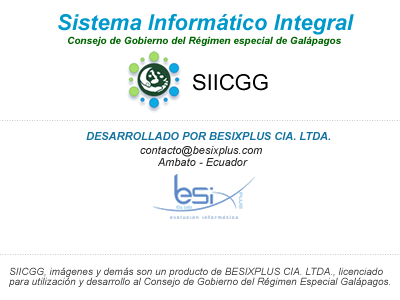 Sistema Informático Integral
Consejo de Gobierno del Régimen especial de Galápagos
SIICGG
DESARROLLADO POR BESIXPLUS CIA. LTDA.
contacto@besixplus.com
Ambato - Ecuador
besix
plus
evolución informática
SIICGG, imágenes y demás son un producto de BESIXPLUS CIA. LTDA., licenciado
para utilización y desarrollo al Consejo de Gobierno del Régimen Especial Galápagos.